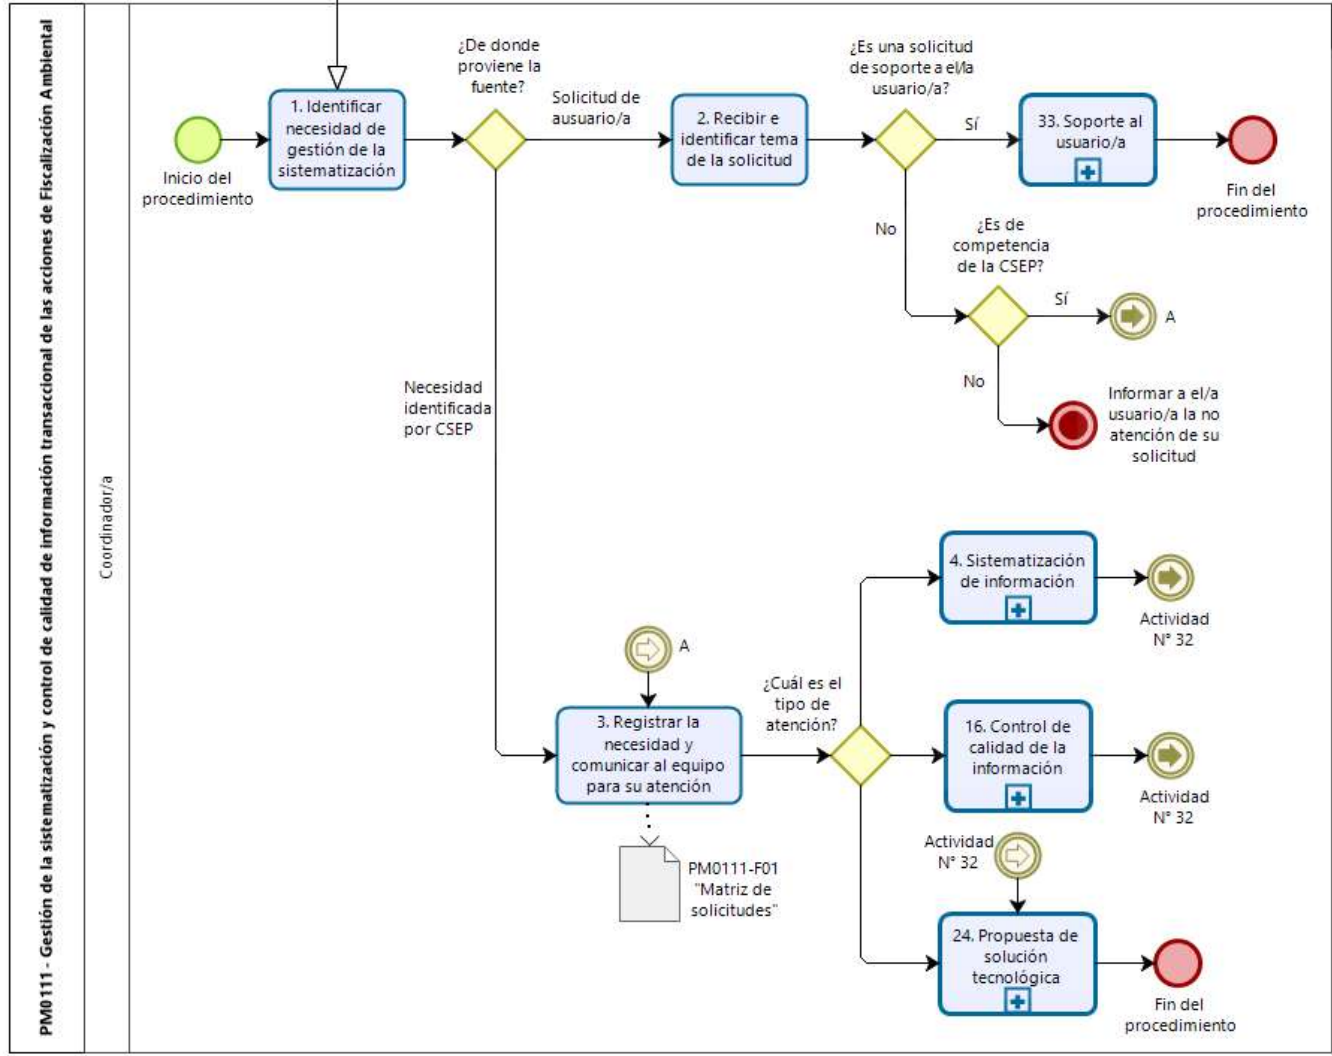 PM0111 - Gestión de la sistematización y control de calidad de información transaccional de las acciones de Fiscalización Ambiental
Coordinador/a
Inicio del
procedimiento
1. Identificar
necesidad de
gestión de la
sistematización
¿De donde
proviene la
fuente?
Solicitud de
ausuario/a
2. Recibir e
identificar tema
de la solicitud
¿Es una solicitud
de soporte a el/la
usuario/a?
Sí
33. Soporte al
usuario/a
Fin del
procedimiento
No
¿Es de
competencia
de la CSEP?
Sí
A
No
Informar a el/a
usuario/a la no
atención de su
solicitud
Necesidad
identificada
por CSEP
A
3. Registrar la
necesidad y
comunicar al equipo
para su atención
PM0111-F01
"Matriz de
solicitudes"
¿Cuál es el
tipo de
atención?
4. Sistematización
de información
Actividad
N° 32
16. Control de
calidad de la
información
Actividad
N° 32
Actividad
N° 32
24. Propuesta de
solución
tecnológica
Fin del
procedimiento